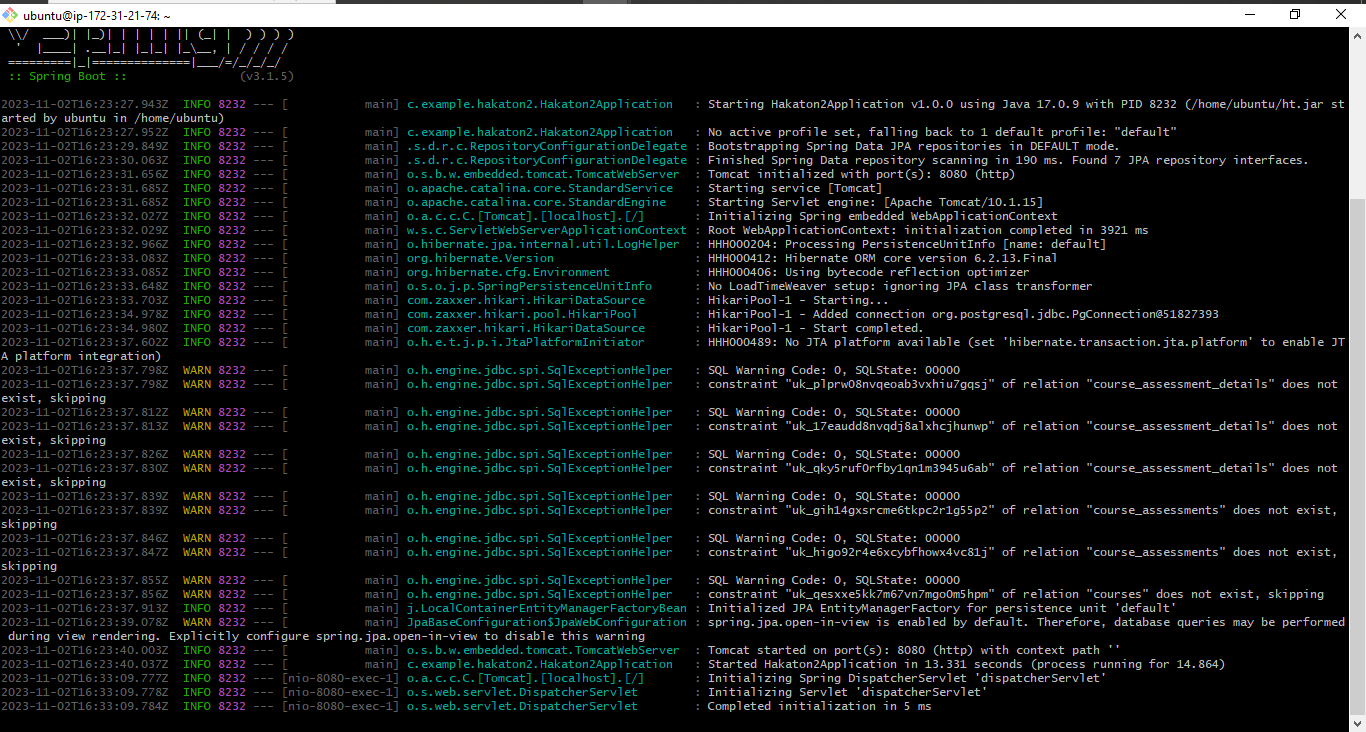 ubuntu@ip-172-31-21-74: ~
 \\/  ___)| |_)| | | | | || (_| |  ) ) ) )
  '  |____| .__|_| |_|_| |_\__, | / / / /
 =========|_|==============|___/=/_/_/_/
 :: Spring Boot ::                (v3.1.5)
2023-11-02T16:23:27.943Z  INFO 8232 --- [           main] c.example.hakaton2.Hakaton2Application   : Starting Hakaton2Application v1.0.0 using Java 17.0.9 with PID 8232 (/home/ubuntu/ht.jar st
arted by ubuntu in /home/ubuntu)
2023-11-02T16:23:27.952Z  INFO 8232 --- [           main] c.example.hakaton2.Hakaton2Application   : No active profile set, falling back to 1 default profile: "default"
2023-11-02T16:23:29.849Z  INFO 8232 --- [           main] .s.d.r.c.RepositoryConfigurationDelegate : Bootstrapping Spring Data JPA repositories in DEFAULT mode.
2023-11-02T16:23:30.063Z  INFO 8232 --- [           main] .s.d.r.c.RepositoryConfigurationDelegate : Finished Spring Data repository scanning in 190 ms. Found 7 JPA repository interfaces.
2023-11-02T16:23:31.656Z  INFO 8232 --- [           main] o.s.b.w.embedded.tomcat.TomcatWebServer  : Tomcat initialized with port(s): 8080 (http)
2023-11-02T16:23:31.685Z  INFO 8232 --- [           main] o.apache.catalina.core.StandardService   : Starting service [Tomcat]
2023-11-02T16:23:31.685Z  INFO 8232 --- [           main] o.apache.catalina.core.StandardEngine    : Starting Servlet engine: [Apache Tomcat/10.1.15]
2023-11-02T16:23:32.027Z  INFO 8232 --- [           main] o.a.c.c.C.[Tomcat].[localhost].[/]       : Initializing Spring embedded WebApplicationContext
2023-11-02T16:23:32.029Z  INFO 8232 --- [           main] w.s.c.ServletWebServerApplicationContext : Root WebApplicationContext: initialization completed in 3921 ms
2023-11-02T16:23:32.966Z  INFO 8232 --- [           main] o.hibernate.jpa.internal.util.LogHelper  : HHH000204: Processing PersistenceUnitInfo [name: default]
2023-11-02T16:23:33.083Z  INFO 8232 --- [           main] org.hibernate.Version                    : HHH000412: Hibernate ORM core version 6.2.13.Final
2023-11-02T16:23:33.085Z  INFO 8232 --- [           main] org.hibernate.cfg.Environment            : HHH000406: Using bytecode reflection optimizer
2023-11-02T16:23:33.648Z  INFO 8232 --- [           main] o.s.o.j.p.SpringPersistenceUnitInfo      : No LoadTimeWeaver setup: ignoring JPA class transformer
2023-11-02T16:23:33.703Z  INFO 8232 --- [           main] com.zaxxer.hikari.HikariDataSource       : HikariPool-1 - Starting...
2023-11-02T16:23:34.978Z  INFO 8232 --- [           main] com.zaxxer.hikari.pool.HikariPool        : HikariPool-1 - Added connection org.postgresql.jdbc.PgConnection@51827393
2023-11-02T16:23:34.980Z  INFO 8232 --- [           main] com.zaxxer.hikari.HikariDataSource       : HikariPool-1 - Start completed.
2023-11-02T16:23:37.602Z  INFO 8232 --- [           main] o.h.e.t.j.p.i.JtaPlatformInitiator       : HHH000489: No JTA platform available (set 'hibernate.transaction.jta.platform' to enable JT
A platform integration)
2023-11-02T16:23:37.798Z  WARN 8232 --- [           main] o.h.engine.jdbc.spi.SqlExceptionHelper   : SQL Warning Code: 0, SQLState: 00000
2023-11-02T16:23:37.798Z  WARN 8232 --- [           main] o.h.engine.jdbc.spi.SqlExceptionHelper   : constraint "uk_plprw08nvqeoab3vxhiu7gqsj" of relation "course_assessment_details" does not
exist, skipping
2023-11-02T16:23:37.812Z  WARN 8232 --- [           main] o.h.engine.jdbc.spi.SqlExceptionHelper   : SQL Warning Code: 0, SQLState: 00000
2023-11-02T16:23:37.813Z  WARN 8232 --- [           main] o.h.engine.jdbc.spi.SqlExceptionHelper   : constraint "uk_17eaudd8nvqdj8alxhcjhunwp" of relation "course_assessment_details" does not
exist, skipping
2023-11-02T16:23:37.826Z  WARN 8232 --- [           main] o.h.engine.jdbc.spi.SqlExceptionHelper   : SQL Warning Code: 0, SQLState: 00000
2023-11-02T16:23:37.830Z  WARN 8232 --- [           main] o.h.engine.jdbc.spi.SqlExceptionHelper   : constraint "uk_qky5ruf0rfby1qn1m3945u6ab" of relation "course_assessment_details" does not
exist, skipping
2023-11-02T16:23:37.839Z  WARN 8232 --- [           main] o.h.engine.jdbc.spi.SqlExceptionHelper   : SQL Warning Code: 0, SQLState: 00000
2023-11-02T16:23:37.839Z  WARN 8232 --- [           main] o.h.engine.jdbc.spi.SqlExceptionHelper   : constraint "uk_gih14gxsrcme6tkpc2r1g55p2" of relation "course_assessments" does not exist,
skipping
2023-11-02T16:23:37.846Z  WARN 8232 --- [           main] o.h.engine.jdbc.spi.SqlExceptionHelper   : SQL Warning Code: 0, SQLState: 00000
2023-11-02T16:23:37.847Z  WARN 8232 --- [           main] o.h.engine.jdbc.spi.SqlExceptionHelper   : constraint "uk_higo92r4e6xcybfhowx4vc81j" of relation "course_assessments" does not exist,
skipping
2023-11-02T16:23:37.855Z  WARN 8232 --- [           main] o.h.engine.jdbc.spi.SqlExceptionHelper   : SQL Warning Code: 0, SQLState: 00000
2023-11-02T16:23:37.856Z  WARN 8232 --- [           main] o.h.engine.jdbc.spi.SqlExceptionHelper   : constraint "uk_qesxxe5kk7m67vn7mgo0m5hpm" of relation "courses" does not exist, skipping
2023-11-02T16:23:37.913Z  INFO 8232 --- [           main] j.LocalContainerEntityManagerFactoryBean : Initialized JPA EntityManagerFactory for persistence unit 'default'
2023-11-02T16:23:39.078Z  WARN 8232 --- [           main] JpaBaseConfiguration$JpaWebConfiguration : spring.jpa.open-in-view is enabled by default. Therefore, database queries may be performed
 during view rendering. Explicitly configure spring.jpa.open-in-view to disable this warning
2023-11-02T16:23:40.003Z  INFO 8232 --- [           main] o.s.b.w.embedded.tomcat.TomcatWebServer  : Tomcat started on port(s): 8080 (http) with context path ''
2023-11-02T16:23:40.037Z  INFO 8232 --- [           main] c.example.hakaton2.Hakaton2Application   : Started Hakaton2Application in 13.331 seconds (process running for 14.864)
2023-11-02T16:33:09.777Z  INFO 8232 --- [nio-8080-exec-1] o.a.c.c.C.[Tomcat].[localhost].[/]       : Initializing Spring DispatcherServlet 'dispatcherServlet'
2023-11-02T16:33:09.778Z  INFO 8232 --- [nio-8080-exec-1] o.s.web.servlet.DispatcherServlet        : Initializing Servlet 'dispatcherServlet'
2023-11-02T16:33:09.784Z  INFO 8232 --- [nio-8080-exec-1] o.s.web.servlet.DispatcherServlet        : Completed initialization in 5 ms